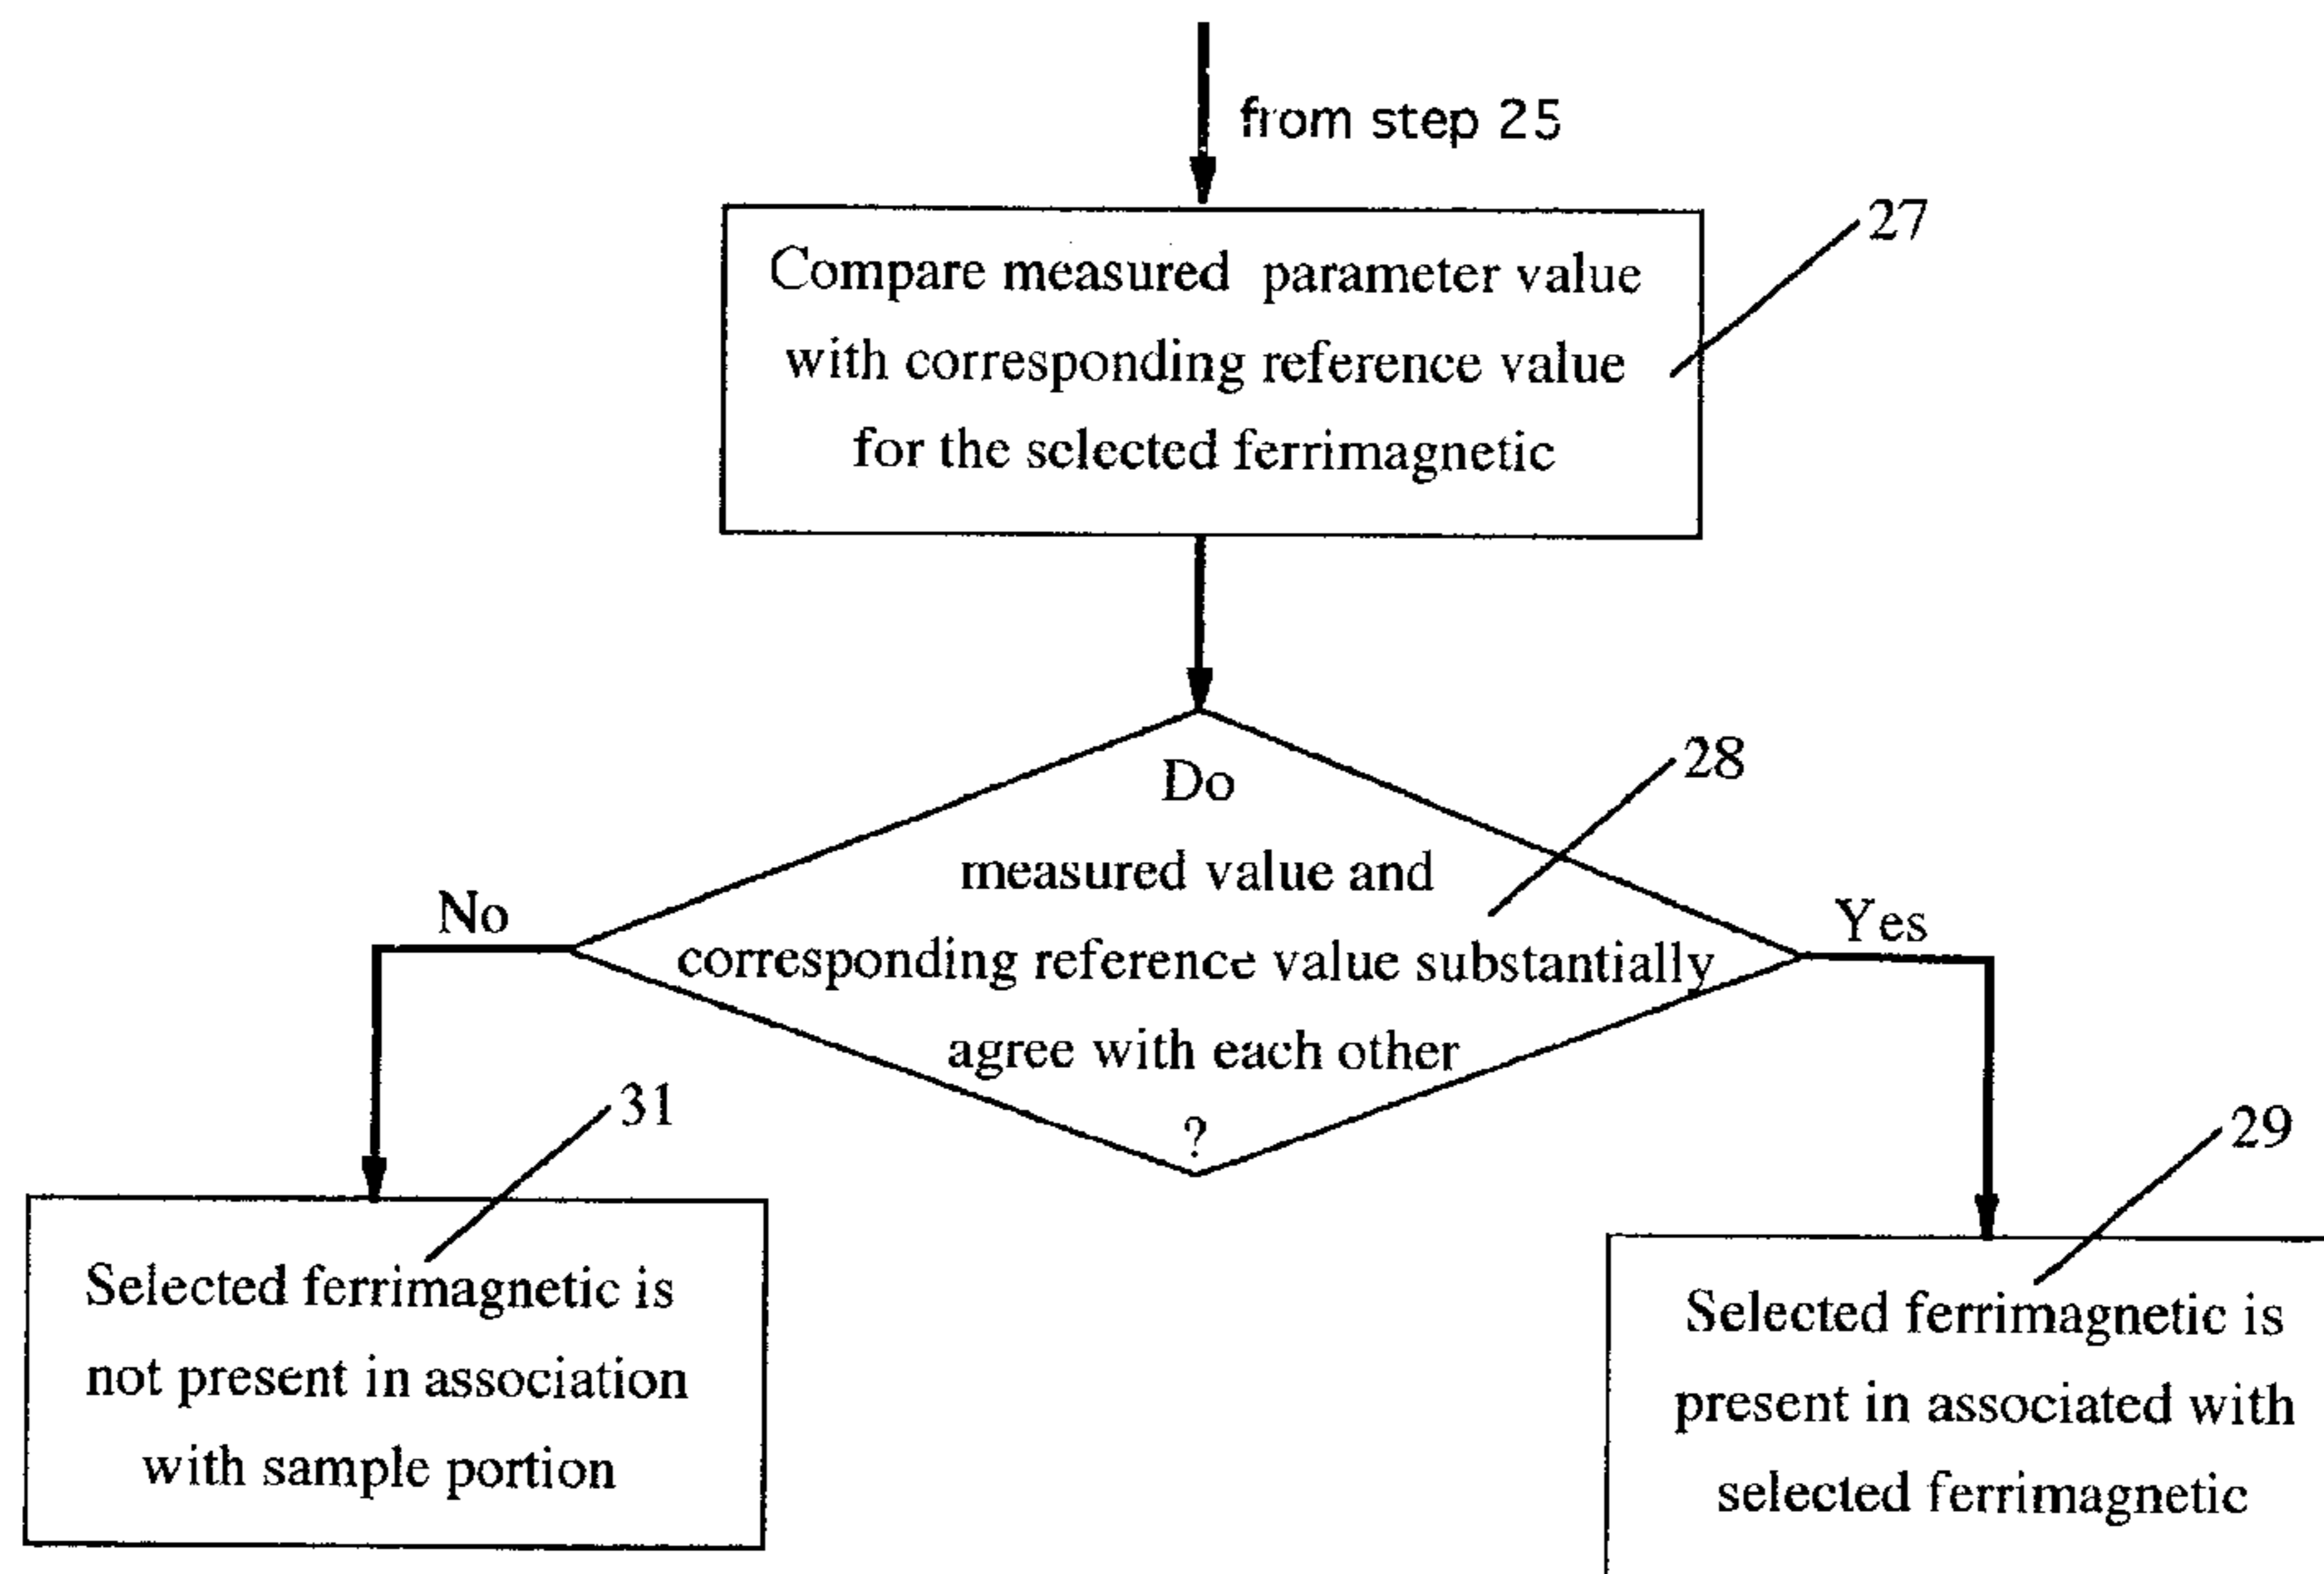 from step 25
27
Compare measured parameter value
with corresponding reference value
for the selected ferrimagnetic
28
Do
measured value and
corresponding reference value substantially
agree with each other
?
No
Yes
31
Selected ferrimagnetic is
not present in association
with sample portion
29
Selected ferrimagnetic is
present in associated with
selected ferrimagnetic